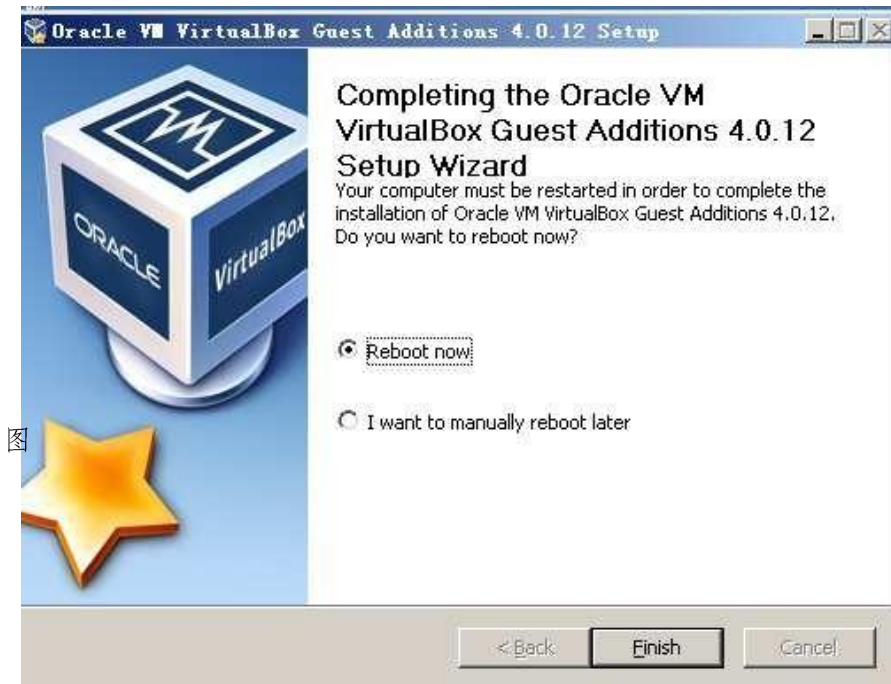 Oracle VM VirtualBox Guest Additions 4.0.12 Setup
Completing the Oracle VM
VirtualBox Guest Additions 4.0.12
Setup Wizard
Your computer must be restarted in order to complete the
installation of Oracle VM VirtualBox Guest Additions 4.0.12.
Do you want to reboot now?
ORACLE
VirtualBox
Reboot now
I want to manually reboot later
图
< Back
Finish
Cancel